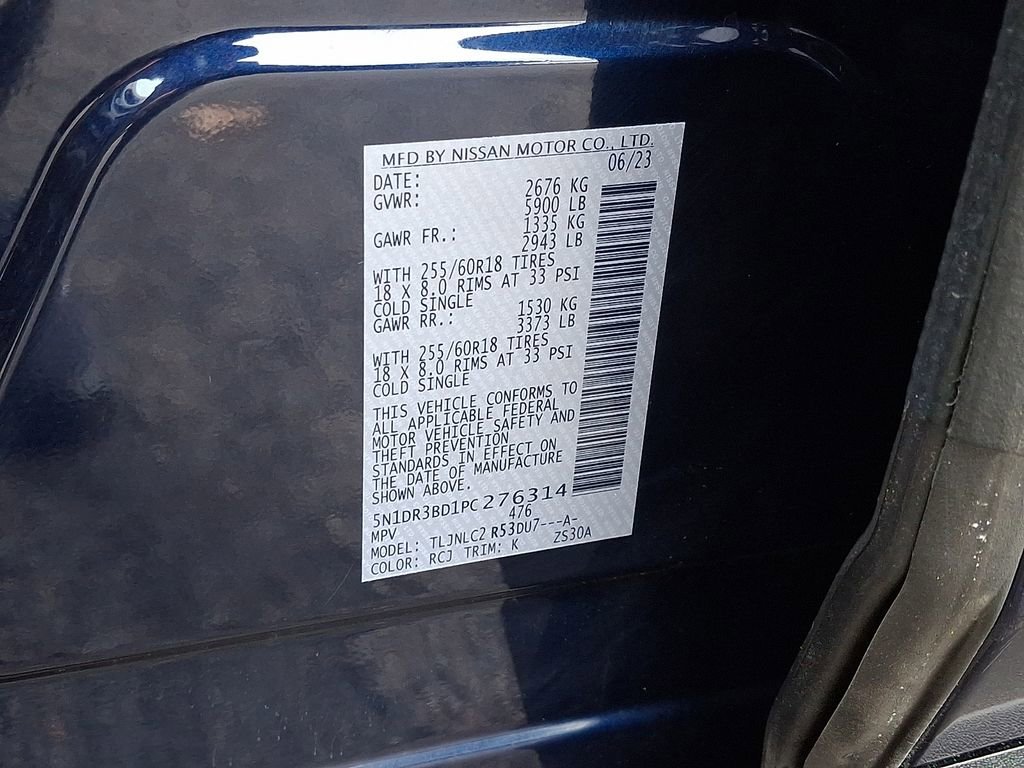 MFD BY NISSAN MOTOR CO., LTD.
DATE: 06/23
GVWR: 2676 KG
5900 LB
GAWR FR.: 1335 KG
2943 LB
WITH 255/60R18 TIRES
18 X 8.0 RIMS AT 33 PSI
COLD SINGLE
GAWR RR.: 1530 KG
3373 LB
WITH 255/60R18 TIRES
18 X 8.0 RIMS AT 33 PSI
COLD SINGLE
THIS VEHICLE CONFORMS TO
ALL APPLICABLE FEDERAL
MOTOR VEHICLE SAFETY AND
THEFT PREVENTION
STANDARDS IN EFFECT ON
THE DATE OF MANUFACTURE
SHOWN ABOVE.
5N1DR3BD1PC276314
MPV 476
MODEL: TLJNLC2 R53DU7---A-
COLOR: RCJ TRIM: K ZS30A